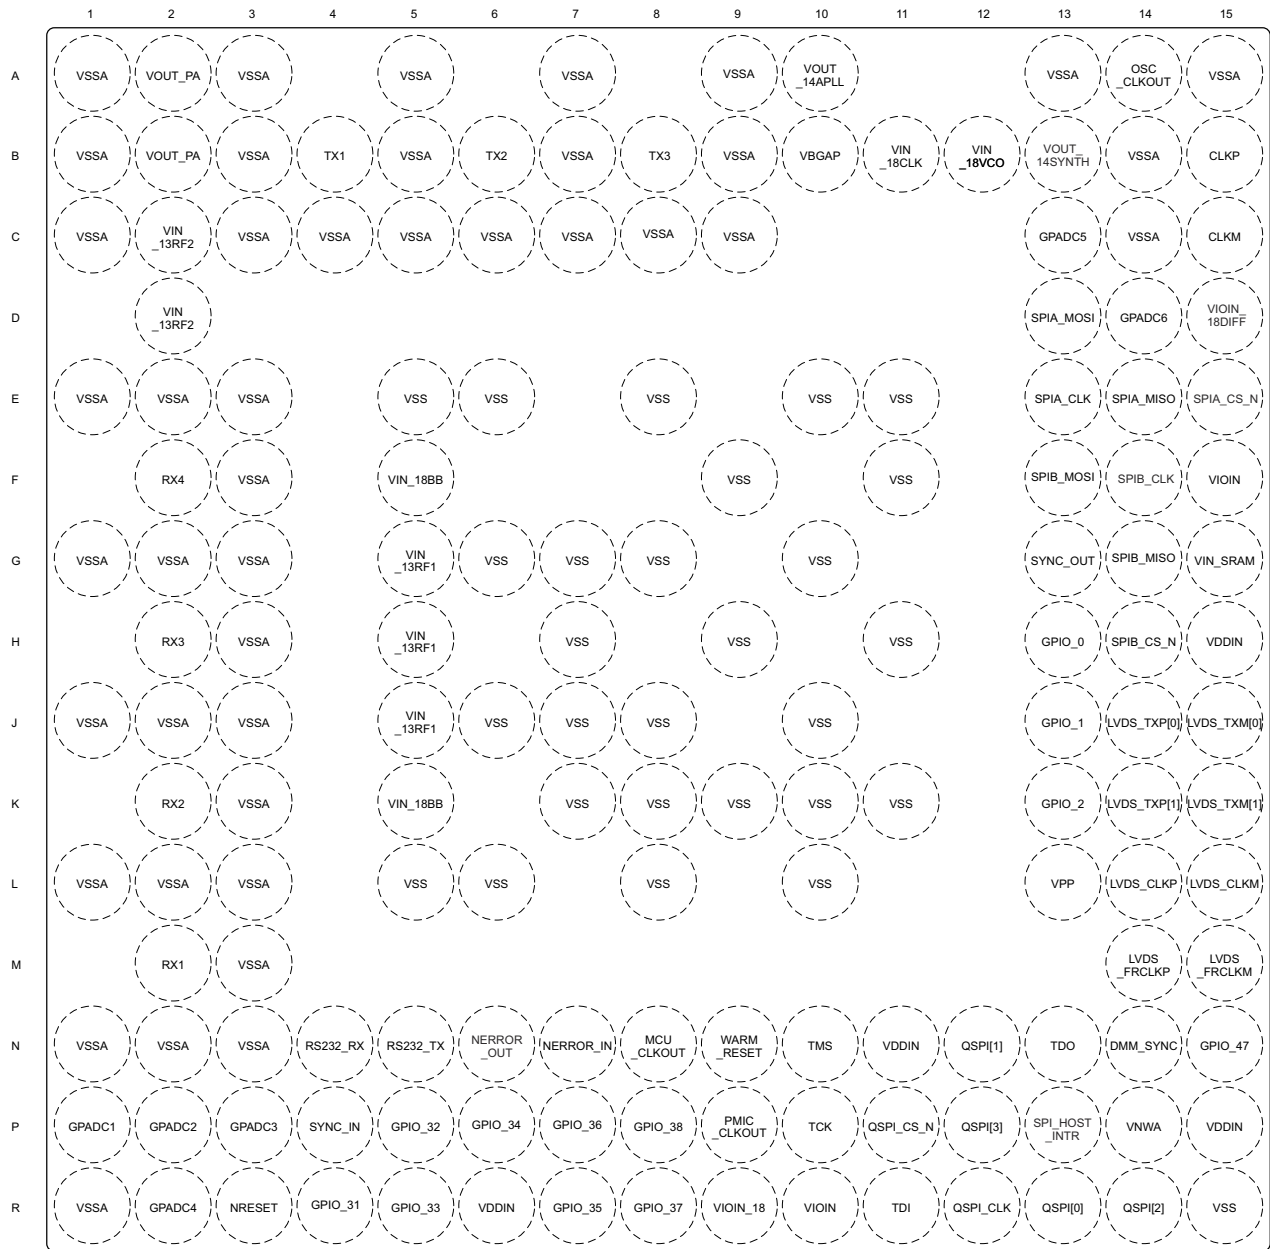 1 2 3 4 5 6 7 8 9 10 11 12 13 14 15
A VSSA VOUT_PA VSSA VSSA VSSA VSSA VOUT _14APLL VSSA OSC _CLKOUT VSSA
B VSSA VOUT_PA VSSA TX1 VSSA TX2 VSSA TX3 VSSA VBGAP VIN _18CLK VIN _18VCO VOUT_ 14SYNTH VSSA CLKP
C VSSA VIN _13RF2 VSSA VSSA VSSA VSSA VSSA VSSA VSSA GPADC5 VSSA CLKM
D VIN _13RF2 SPIA_MOSI GPADC6 VIOIN_ 18DIFF
E VSSA VSSA VSSA VSS VSS VSS VSS VSS SPIA_CLK SPIA_MISO SPIA_CS_N
F RX4 VSSA VIN_18BB VSS VSS SPIB_MOSI SPIB_CLK VIOIN
G VSSA VSSA VSSA VIN _13RF1 VSS VSS VSS VSS SYNC_OUT SPIB_MISO VIN_SRAM
H RX3 VSSA VIN _13RF1 VSS VSS VSS GPIO_0 SPIB_CS_N VDDIN
J VSSA VSSA VSSA VIN _13RF1 VSS VSS VSS VSS GPIO_1 LVDS_TXP[0] LVDS_TXM[0]
K RX2 VSSA VIN_18BB VSS VSS VSS VSS VSS GPIO_2 LVDS_TXP[1] LVDS_TXM[1]
L VSSA VSSA VSSA VSS VSS VSS VSS VPP LVDS_CLKP LVDS_CLKM
M RX1 VSSA LVDS _FRCLKP LVDS _FRCLKM
N VSSA VSSA VSSA RS232_RX RS232_TX NERROR _OUT NERROR_IN MCU _CLKOUT WARM _RESET TMS VDDIN QSPI[1] TDO DMM_SYNC GPIO_47
P GPADC1 GPADC2 GPADC3 SYNC_IN GPIO_32 GPIO_34 GPIO_36 GPIO_38 PMIC _CLKOUT TCK QSPI_CS_N QSPI[3] SPI_HOST _INTR VNWA VDDIN
R VSSA GPADC4 NRESET GPIO_31 GPIO_33 VDDIN GPIO_35 GPIO_37 VIOIN_18 VIOIN TDI QSPI_CLK QSPI[0] QSPI[2] VSS